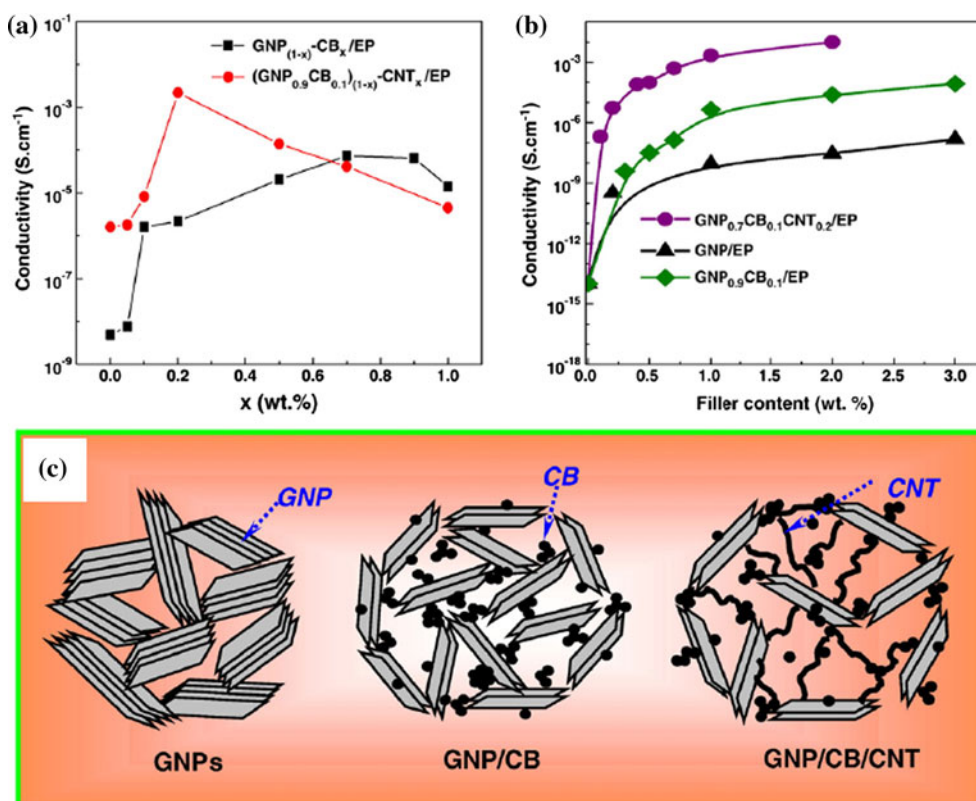 (a)
GNP(1-x)-CBx/EP
(GNP0.9CB0.1)(1-x)-CNTx/EP
Conductivity (S.cm-1)
10-1
10-3
10-5
10-7
10-9
0.0 0.2 0.4 0.6 0.8 1.0
x (wt.%)
(b)
GNP0.7CB0.1CNT0.2/EP
GNP/EP
GNP0.9CB0.1/EP
Conductivity (S.cm-1)
10-3
10-6
10-9
10-12
10-15
10-18
0.0 0.5 1.0 1.5 2.0 2.5 3.0
Filler content (wt. %)
(c)
GNP
CB
CNT
GNPs
GNP/CB
GNP/CB/CNT